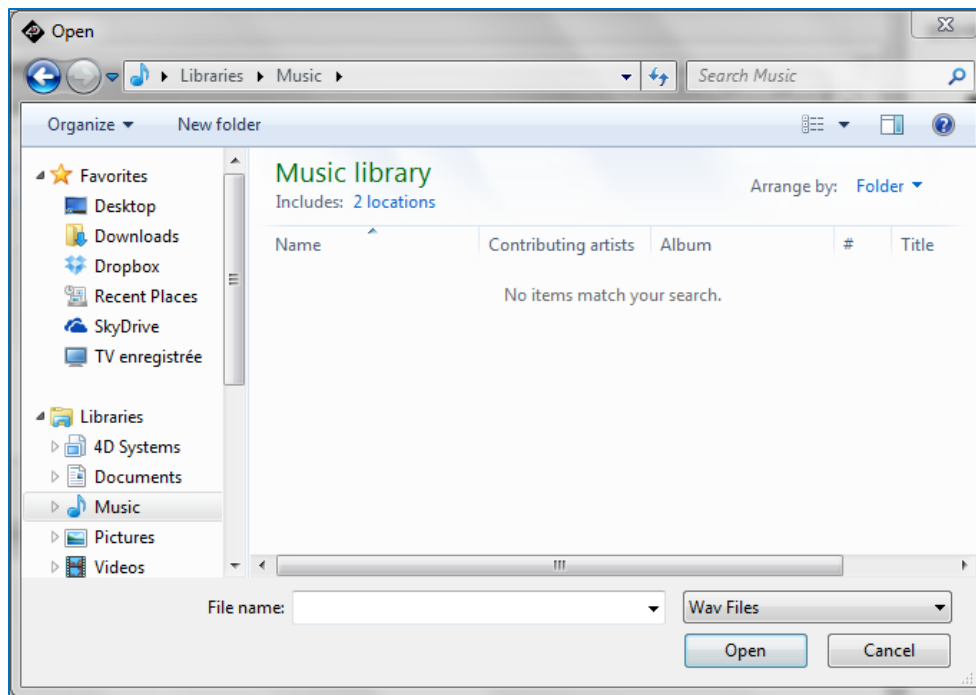 Open
Libraries Music Search Music
Organize New folder
Favorites
Desktop
Downloads
Dropbox
Recent Places
SkyDrive
TV enregistrée
Libraries
4D Systems
Documents
Music
Pictures
Videos
Music library
Includes: 2 locations
Arrange by: Folder
Name Contributing artists Album # Title
No items match your search.
File name: Wav Files
Open Cancel